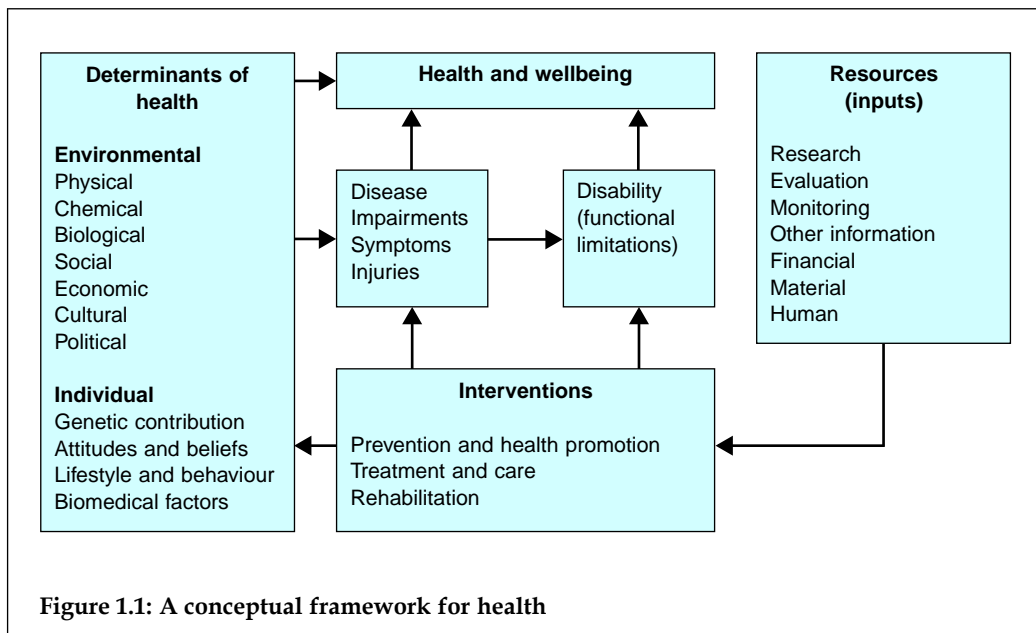 Determinants of
health
Environmental
Physical
Chemical
Biological
Social
Economic
Cultural
Political
Individual
Genetic contribution
Attitudes and beliefs
Lifestyle and behaviour
Biomedical factors
Health and wellbeing
Disease
Impairments
Symptoms
Injuries
Disability
(functional
limitations)
Interventions
Prevention and health promotion
Treatment and care
Rehabilitation
Resources
(inputs)
Research
Evaluation
Monitoring
Other information
Financial
Material
Human
Figure 1.1: A conceptual framework for health